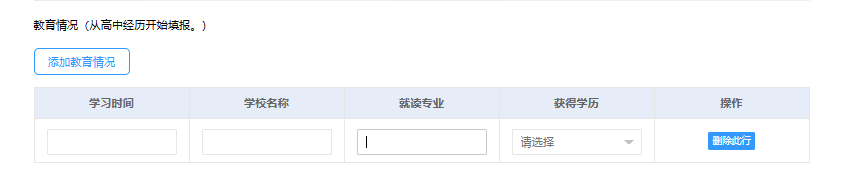 教育情况（从高中经历开始填报。）
添加教育情况
学习时间 学校名称 就读专业 获得学历 操作
请选择 删除此行